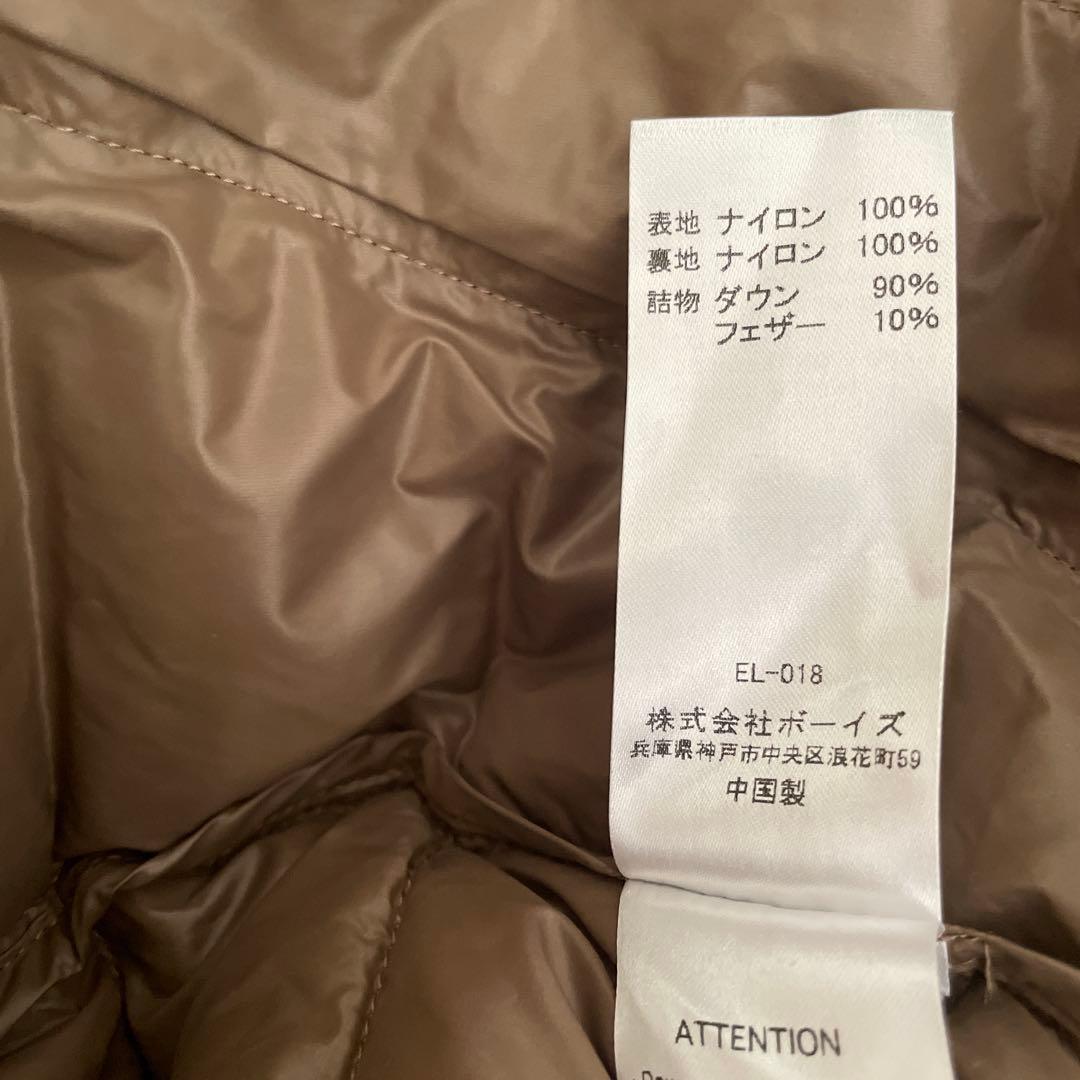 表地 ナイロン 100%
裏地 ナイロン 100%
詰物 ダウン 90%
フェザー 10%
EL-018
株式会社ボーイズ
兵庫県神戸市中央区浪花町59
中国製
ATTENTION